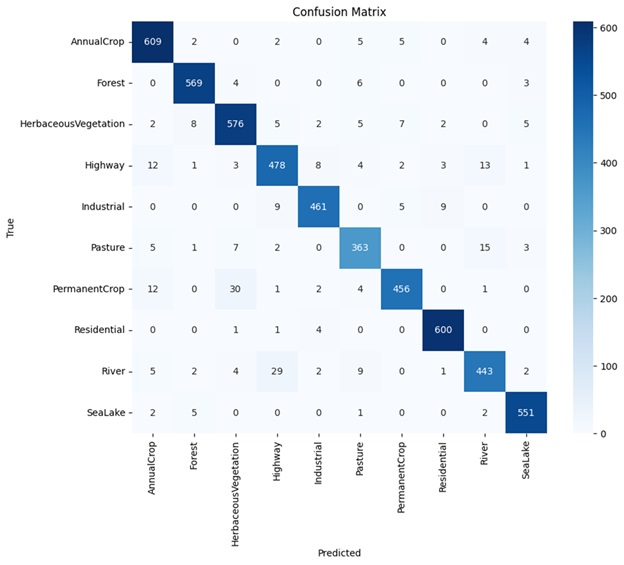 Confusion Matrix
AnnualCrop 609 2 0 2 0 5 5 0 4 4
Forest 0 569 4 0 0 6 0 0 0 3
HerbaceousVegetation 2 8 576 5 2 5 7 2 0 5
Highway 12 1 3 478 8 4 2 3 13 1
Industrial 0 0 0 9 461 0 5 9 0 0
Pasture 5 1 7 2 0 363 0 0 15 3
PermanentCrop 12 0 30 1 2 4 456 0 1 0
Residential 0 0 1 1 4 0 0 600 0 0
River 5 2 4 29 2 9 0 1 443 2
SeaLake 2 5 0 0 0 1 0 0 2 551
AnnualCrop Forest HerbaceousVegetation Highway Industrial Pasture PermanentCrop Residential River SeaLake
Predicted
True
600
500
400
300
200
100
0